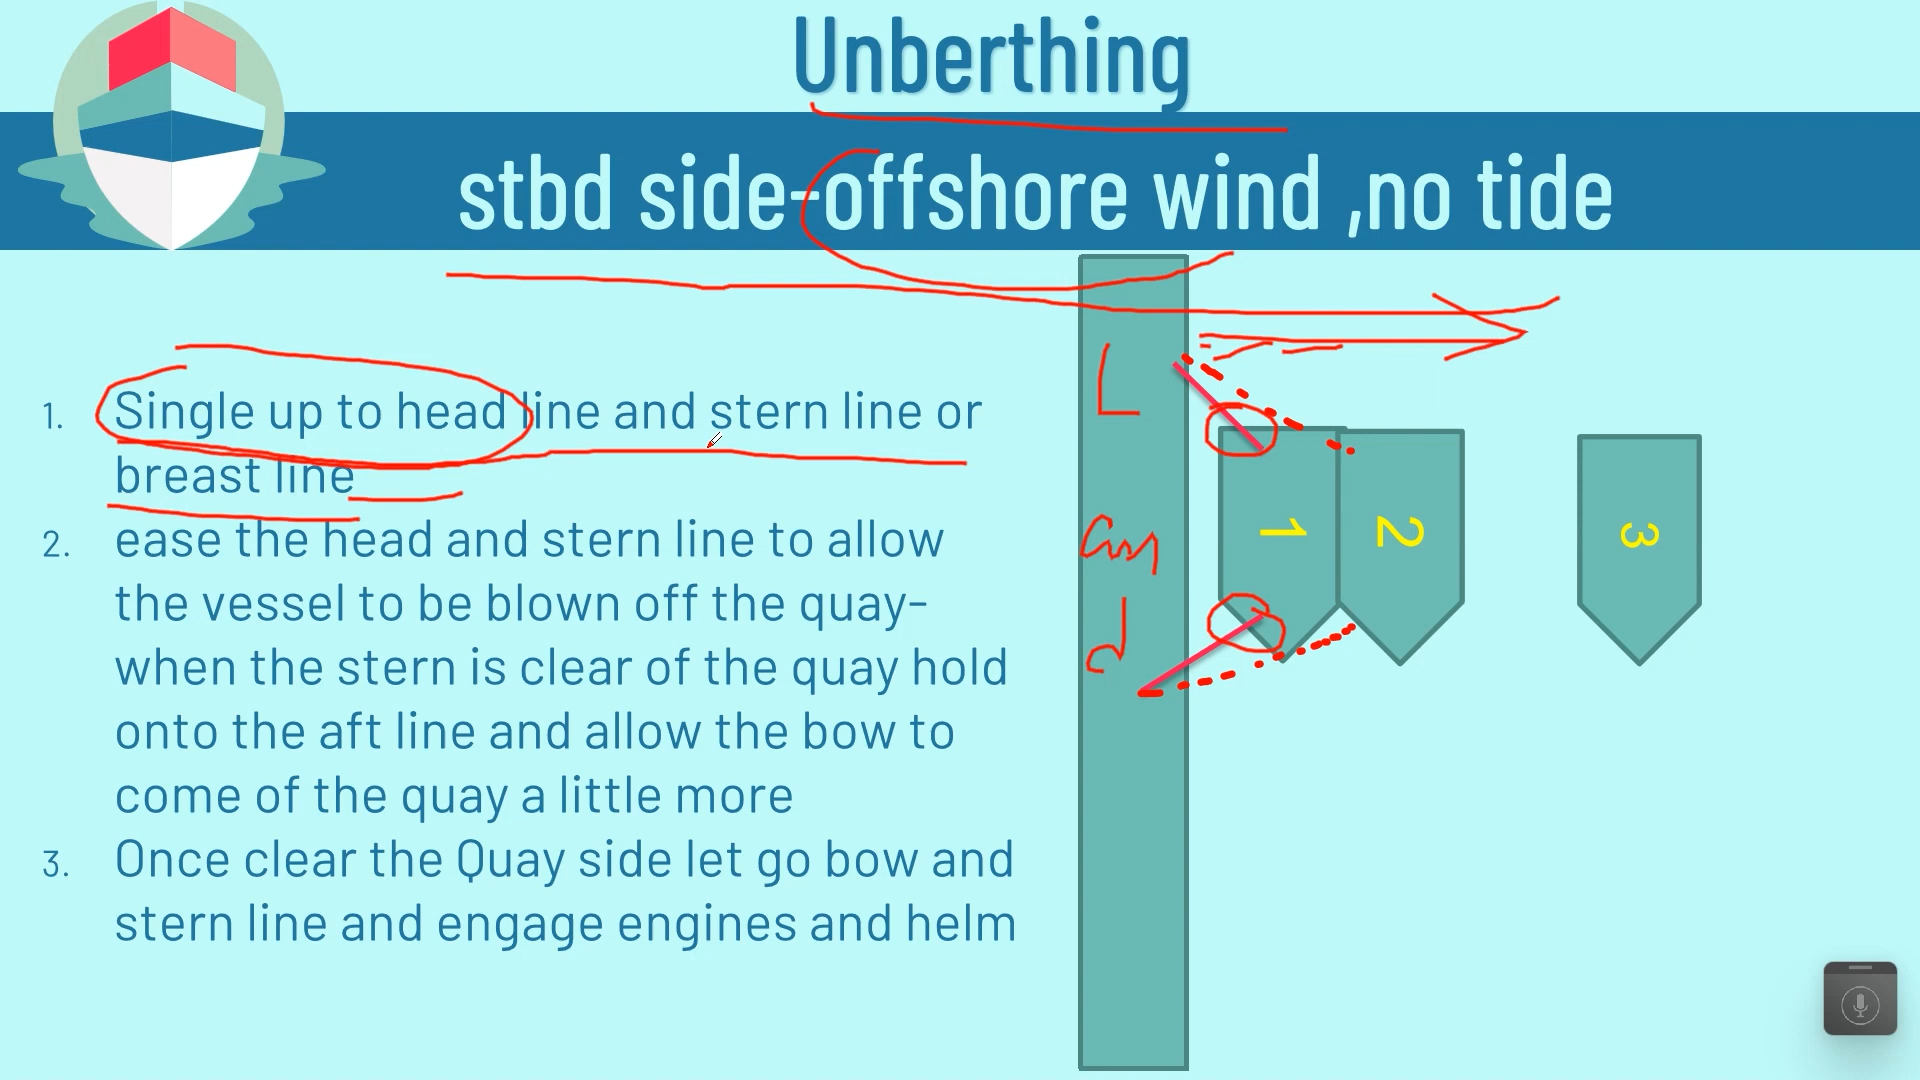 Unberthing
stbd side-offshore wind ,no tide
1. Single up to head line and stern line or
breast line
2. ease the head and stern line to allow
the vessel to be blown off the quay-
when the stern is clear of the quay hold
onto the aft line and allow the bow to
come of the quay a little more
3. Once clear the Quay side let go bow and
stern line and engage engines and helm
L
d
1
2
3